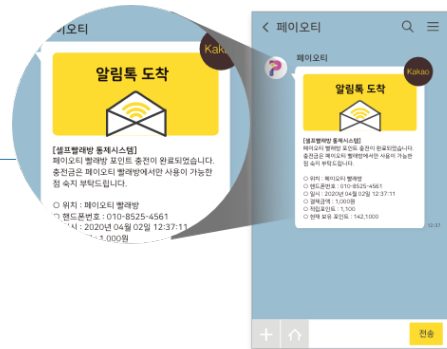 이오티
Kak
알림톡 도착
[셀프빨래방 통제시스템]
페이오티 빨래방 포인트 충전이 완료되었습니다.
충전금은 페이오티 빨래방에서만 사용이 가능한
점 숙지 부탁드립니다.
○ 위치 : 페이오티 빨래방
○ 핸드폰번호 : 010-8525-4561
시 : 2020년 04월 02일 12:37:11
1,000원
페이오티
페이오티
Kakao
알림톡 도착
[셀프빨래방 통제시스템]
페이오티 빨래방 포인트 충전이 완료되었습니다.
충전금은 페이오티 빨래방에서만 사용이 가능한
점 숙지 부탁드립니다.
○ 위치 : 페이오티 빨래방
○ 핸드폰번호 : 010-8525-4561
○ 일시 : 2020년 04월 02일 12:37:11
○ 결제금액 : 1,000원
○ 적립포인트 : 1,100
○ 현재 보유 포인트 : 142,1000
12:37
전송